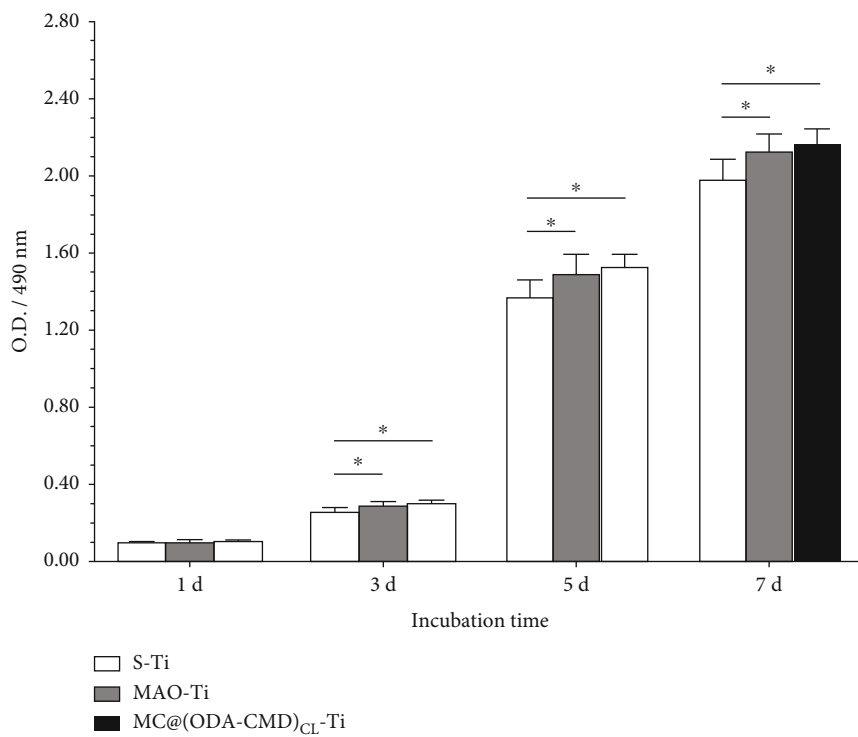 2.80
2.40
2.00
1.60
1.20
0.80
0.40
0.00
O.D. / 490 nm
* * * * * *
1 d 3 d 5 d 7 d
Incubation time
S-Ti
MAO-Ti
MC@(ODA-CMD)CL-Ti